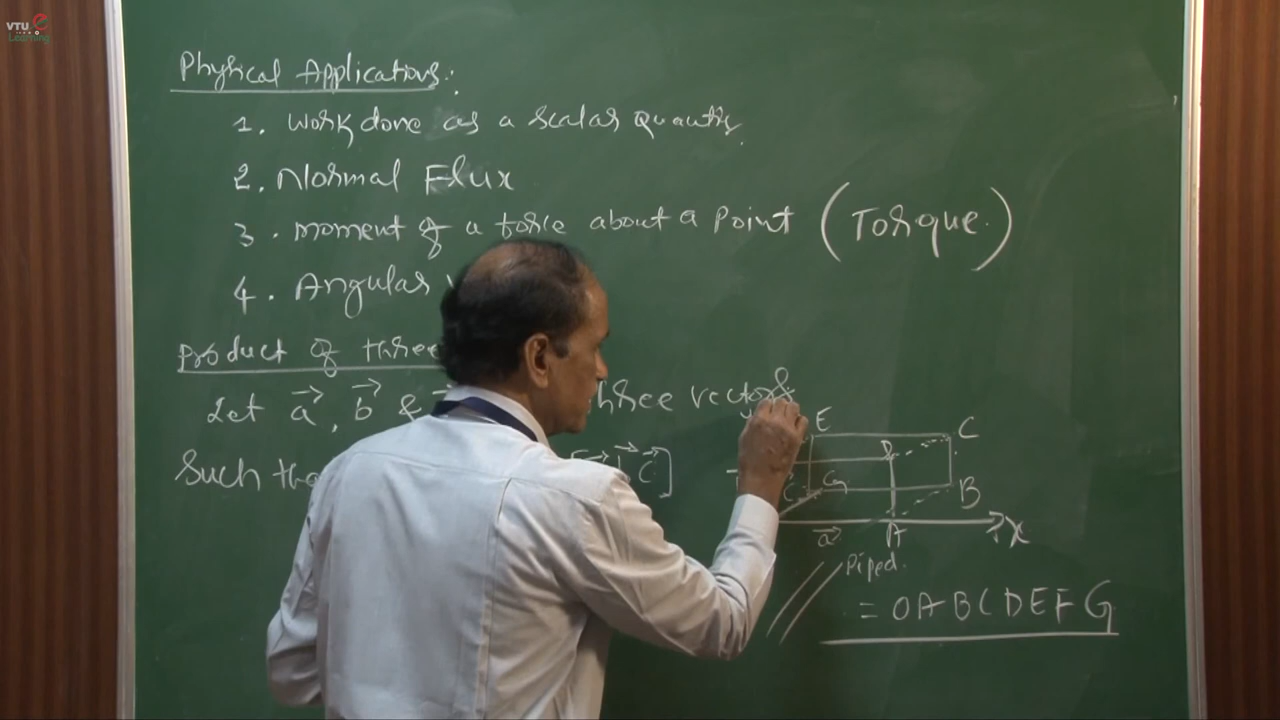 VTU e
Learning
Physical Applications:
1. Work done as a scalar Quantity.
2. Normal Flux
3. moment of a force about a Point (Torque.)
4. Angular
Product of three
Let a⃗, b⃗ & three vectors
Such c⃗]
E C
D
c⃗ G B
a⃗ A X
// Piped.
= OABCDEFG